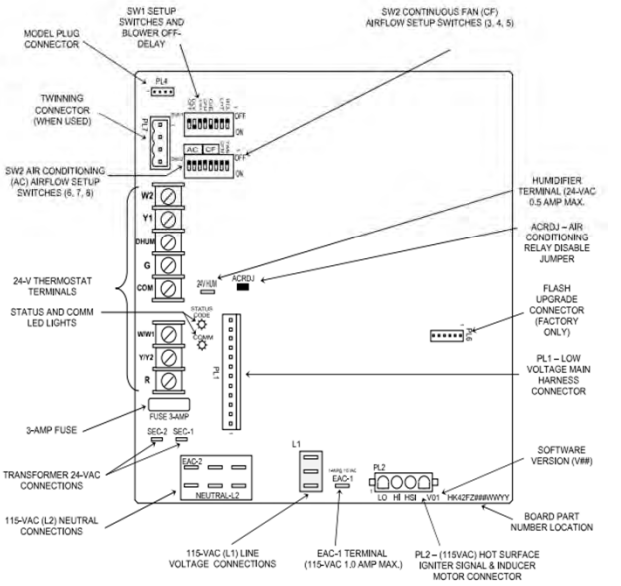 SW1 SETUP
SWITCHES AND
BLOWER OFF-
DELAY
SW2 CONTINUOUS FAN (CF)
AIRFLOW SETUP SWITCHES (3, 4, 5)
MODEL PLUG
CONNECTOR
PL4
TWINNING
CONNECTOR
(WHEN USED)
PL7
OFF
ON
AC CF
OFF
ON
SW2 AIR CONDITIONING
(AC) AIRFLOW SETUP
SWITCHES (6, 7, 8)
W2
Y1
DHUM
G
COM
24-V THERMOSTAT
TERMINALS
HUMIDIFIER
TERMINAL (24-VAC
0.5 AMP MAX.
ACRDJ – AIR
CONDITIONING
RELAY DISABLE
JUMPER
24V HUM
ACRDJ
STATUS AND COMM
LED LIGHTS
STATUS
CODE
COMM
FLASH
UPGRADE
CONNECTOR
(FACTORY
ONLY)
PL6
W/W1
Y/Y2
R
PL1
PL1 – LOW
VOLTAGE MAIN
HARNESS
CONNECTOR
3-AMP FUSE
FUSE 3-AMP
SEC-2 SEC-1
TRANSFORMER 24-VAC
CONNECTIONS
EAC-2
NEUTRAL-L2
L1
EAC-1
PL2
1
LO HI HSI V01 HK42FZ###WWYY
SOFTWARE
VERSION (V##)
115-VAC (L2) NEUTRAL
CONNECTIONS
BOARD PART
NUMBER LOCATION
115-VAC (L1) LINE
VOLTAGE CONNECTIONS
EAC-1 TERMINAL
(115-VAC 1.0 AMP MAX.)
PL2 – (115VAC) HOT SURFACE
IGNITER SIGNAL & INDUCER
MOTOR CONNECTOR